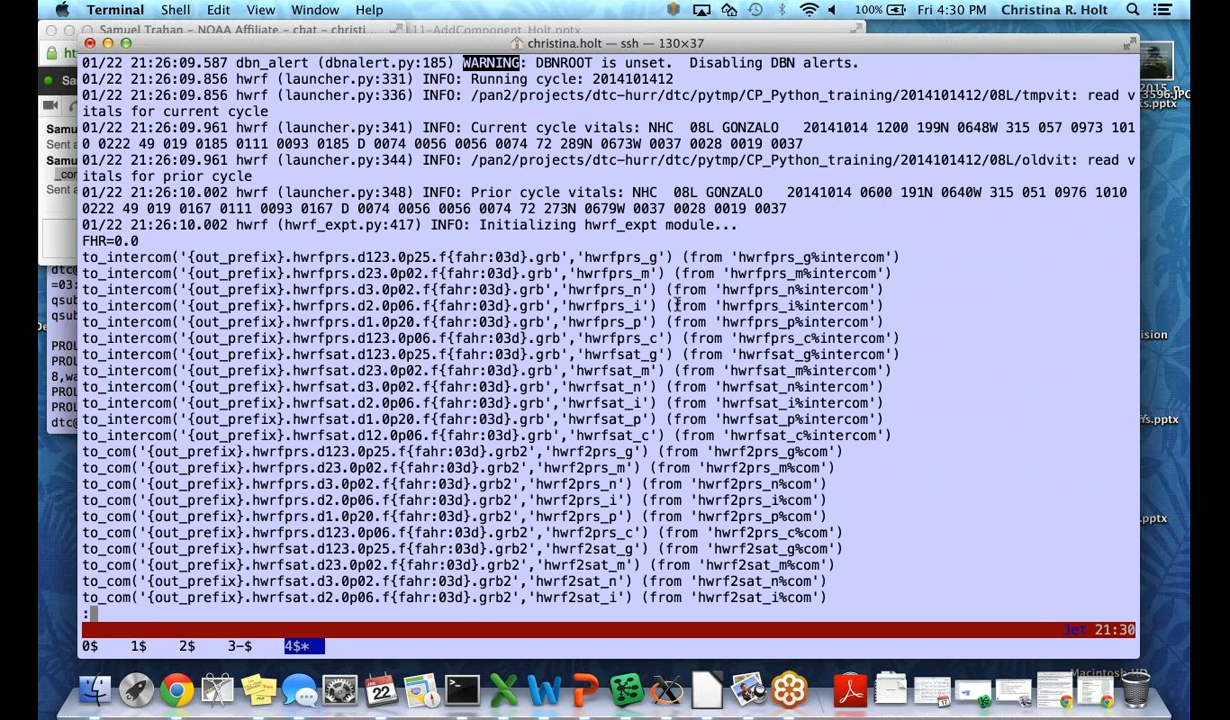 Terminal Shell Edit View Window Help 100% Fri 4:30 PM Christina R. Holt
Samuel Trahan - NOAA Affiliate - chat - christi... 11-AddComponent_Holt.pptx
christina.holt — ssh — 130×37
01/22 21:26:09.587 dbn_alert (dbnalert.py:185) WARNING: DBNROOT is unset.  Disabling DBN alerts.
01/22 21:26:09.856 hwrf (launcher.py:331) INFO: Running cycle: 2014101412
01/22 21:26:09.856 hwrf (launcher.py:336) INFO: /pan2/projects/dtc-hurr/dtc/pytmp/CP_Python_training/2014101412/08L/tmpvit: read v
itals for current cycle
01/22 21:26:09.961 hwrf (launcher.py:341) INFO: Current cycle vitals: NHC  08L GONZALO   20141014 1200 199N 0648W 315 057 0973 101
0 0222 49 019 0185 0111 0093 0185 D 0074 0056 0056 0074 72 289N 0673W 0037 0028 0019 0037
01/22 21:26:09.961 hwrf (launcher.py:344) INFO: /pan2/projects/dtc-hurr/dtc/pytmp/CP_Python_training/2014101412/08L/oldvit: read v
itals for prior cycle
01/22 21:26:10.002 hwrf (launcher.py:348) INFO: Prior cycle vitals: NHC  08L GONZALO   20141014 0600 191N 0640W 315 051 0976 1010
0222 49 019 0167 0111 0093 0167 D 0074 0056 0056 0074 72 273N 0679W 0037 0028 0019 0037
01/22 21:26:10.002 hwrf (hwrf_expt.py:417) INFO: Initializing hwrf_expt module...
FHR=0.0
to_intercom('{out_prefix}.hwrfprs.d123.0p25.f{fahr:03d}.grb','hwrfprs_g') (from 'hwrfprs_g%intercom')
to_intercom('{out_prefix}.hwrfprs.d23.0p02.f{fahr:03d}.grb','hwrfprs_m') (from 'hwrfprs_m%intercom')
to_intercom('{out_prefix}.hwrfprs.d3.0p02.f{fahr:03d}.grb','hwrfprs_n') (from 'hwrfprs_n%intercom')
to_intercom('{out_prefix}.hwrfprs.d2.0p06.f{fahr:03d}.grb','hwrfprs_i') (from 'hwrfprs_i%intercom')
to_intercom('{out_prefix}.hwrfprs.d1.0p20.f{fahr:03d}.grb','hwrfprs_p') (from 'hwrfprs_p%intercom')
to_intercom('{out_prefix}.hwrfprs.d123.0p06.f{fahr:03d}.grb','hwrfprs_c') (from 'hwrfprs_c%intercom')
to_intercom('{out_prefix}.hwrfsat.d123.0p25.f{fahr:03d}.grb','hwrfsat_g') (from 'hwrfsat_g%intercom')
to_intercom('{out_prefix}.hwrfsat.d23.0p02.f{fahr:03d}.grb','hwrfsat_m') (from 'hwrfsat_m%intercom')
to_intercom('{out_prefix}.hwrfsat.d3.0p02.f{fahr:03d}.grb','hwrfsat_n') (from 'hwrfsat_n%intercom')
to_intercom('{out_prefix}.hwrfsat.d2.0p06.f{fahr:03d}.grb','hwrfsat_i') (from 'hwrfsat_i%intercom')
to_intercom('{out_prefix}.hwrfsat.d1.0p20.f{fahr:03d}.grb','hwrfsat_p') (from 'hwrfsat_p%intercom')
to_intercom('{out_prefix}.hwrfsat.d12.0p06.f{fahr:03d}.grb','hwrfsat_c') (from 'hwrfsat_c%intercom')
to_com('{out_prefix}.hwrfprs.d123.0p25.f{fahr:03d}.grb2','hwrf2prs_g') (from 'hwrf2prs_g%com')
to_com('{out_prefix}.hwrfprs.d23.0p02.f{fahr:03d}.grb2','hwrf2prs_m') (from 'hwrf2prs_m%com')
to_com('{out_prefix}.hwrfprs.d3.0p02.f{fahr:03d}.grb2','hwrf2prs_n') (from 'hwrf2prs_n%com')
to_com('{out_prefix}.hwrfprs.d2.0p06.f{fahr:03d}.grb2','hwrf2prs_i') (from 'hwrf2prs_i%com')
to_com('{out_prefix}.hwrfprs.d1.0p20.f{fahr:03d}.grb2','hwrf2prs_p') (from 'hwrf2prs_p%com')
to_com('{out_prefix}.hwrfprs.d123.0p06.f{fahr:03d}.grb2','hwrf2prs_c') (from 'hwrf2prs_c%com')
to_com('{out_prefix}.hwrfsat.d123.0p25.f{fahr:03d}.grb2','hwrf2sat_g') (from 'hwrf2sat_g%com')
to_com('{out_prefix}.hwrfsat.d23.0p02.f{fahr:03d}.grb2','hwrf2sat_m') (from 'hwrf2sat_m%com')
to_com('{out_prefix}.hwrfsat.d3.0p02.f{fahr:03d}.grb2','hwrf2sat_n') (from 'hwrf2sat_n%com')
to_com('{out_prefix}.hwrfsat.d2.0p06.f{fahr:03d}.grb2','hwrf2sat_i') (from 'hwrf2sat_i%com')
:
Jet 21:30
0$ 1$ 2$ 3-$ 4$*
Macintosh HD